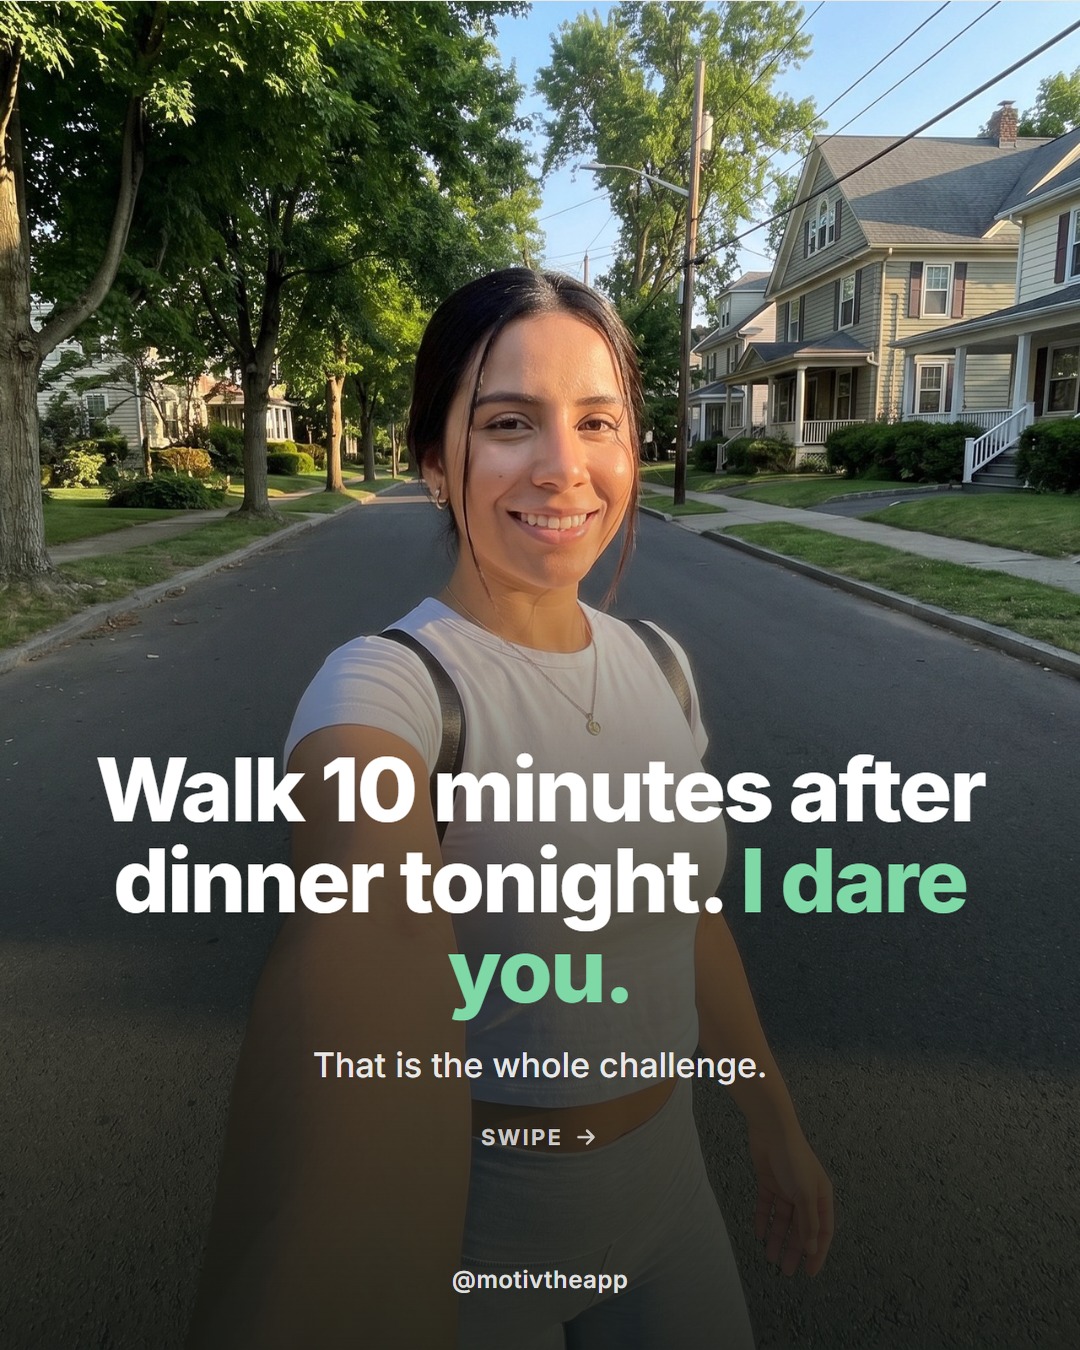 Walk 10 minutes after
dinner tonight. I dare
you.
That is the whole challenge.
SWIPE →
@motivtheapp